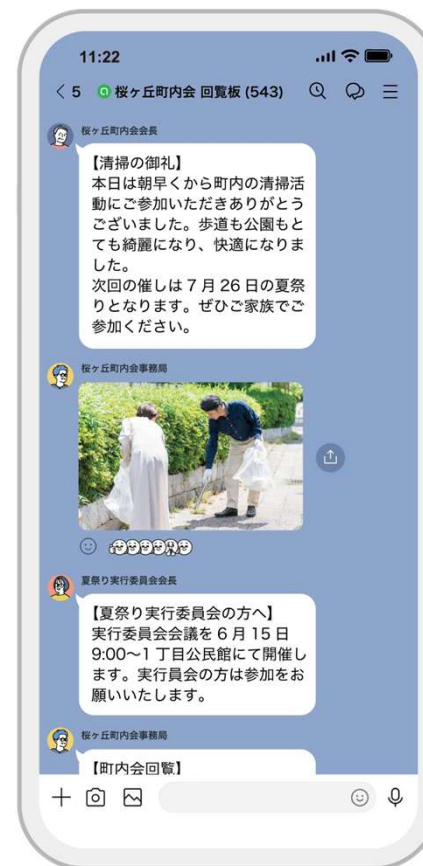 11:22
5 桜ヶ丘町内会 回覧板 (543)
桜ヶ丘町内会会長
【清掃の御礼】
本日は朝早くから町内の清掃活
動にご参加いただきありがとう
ございました。歩道も公園もと
ても綺麗になり、快適になりま
した。
次回の催しは7月26日の夏祭
りとなります。ぜひご家族でご
参加ください。
桜ヶ丘町内会事務局
夏祭り実行委員会会長
【夏祭り実行委員会の方へ】
実行委員会会議を6月15日
9:00〜1丁目公民館にて開催し
ます。実行員会の方は参加をお
願いいたします。
桜ヶ丘町内会事務局
【町内会回覧】